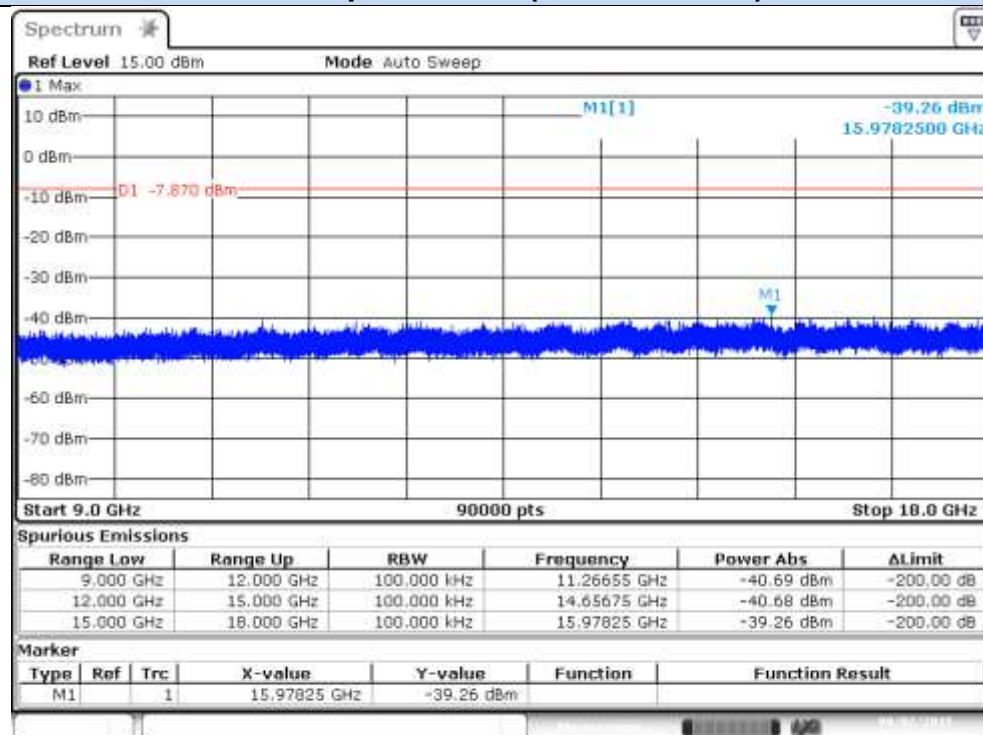 Spectrum
Ref Level 15.00 dBm Mode Auto Sweep
1 Max
M1[1] -39.26 dBm
15.9782500 GHz
10 dBm
0 dBm
D1 -7.870 dBm
-10 dBm
-20 dBm
-30 dBm
M1
-40 dBm
-60 dBm
-70 dBm
-80 dBm
Start 9.0 GHz 90000 pts Stop 18.0 GHz
Spurious Emissions
Range Low Range Up RBW Frequency Power Abs ΔLimit
9.000 GHz 12.000 GHz 100.000 kHz 11.26655 GHz -40.69 dBm -200.00 dB
12.000 GHz 15.000 GHz 100.000 kHz 14.65675 GHz -40.68 dBm -200.00 dB
15.000 GHz 18.000 GHz 100.000 kHz 15.97825 GHz -39.26 dBm -200.00 dB
Marker
Type Ref Trc X-value Y-value Function Function Result
M1 1 15.97825 GHz -39.26 dBm